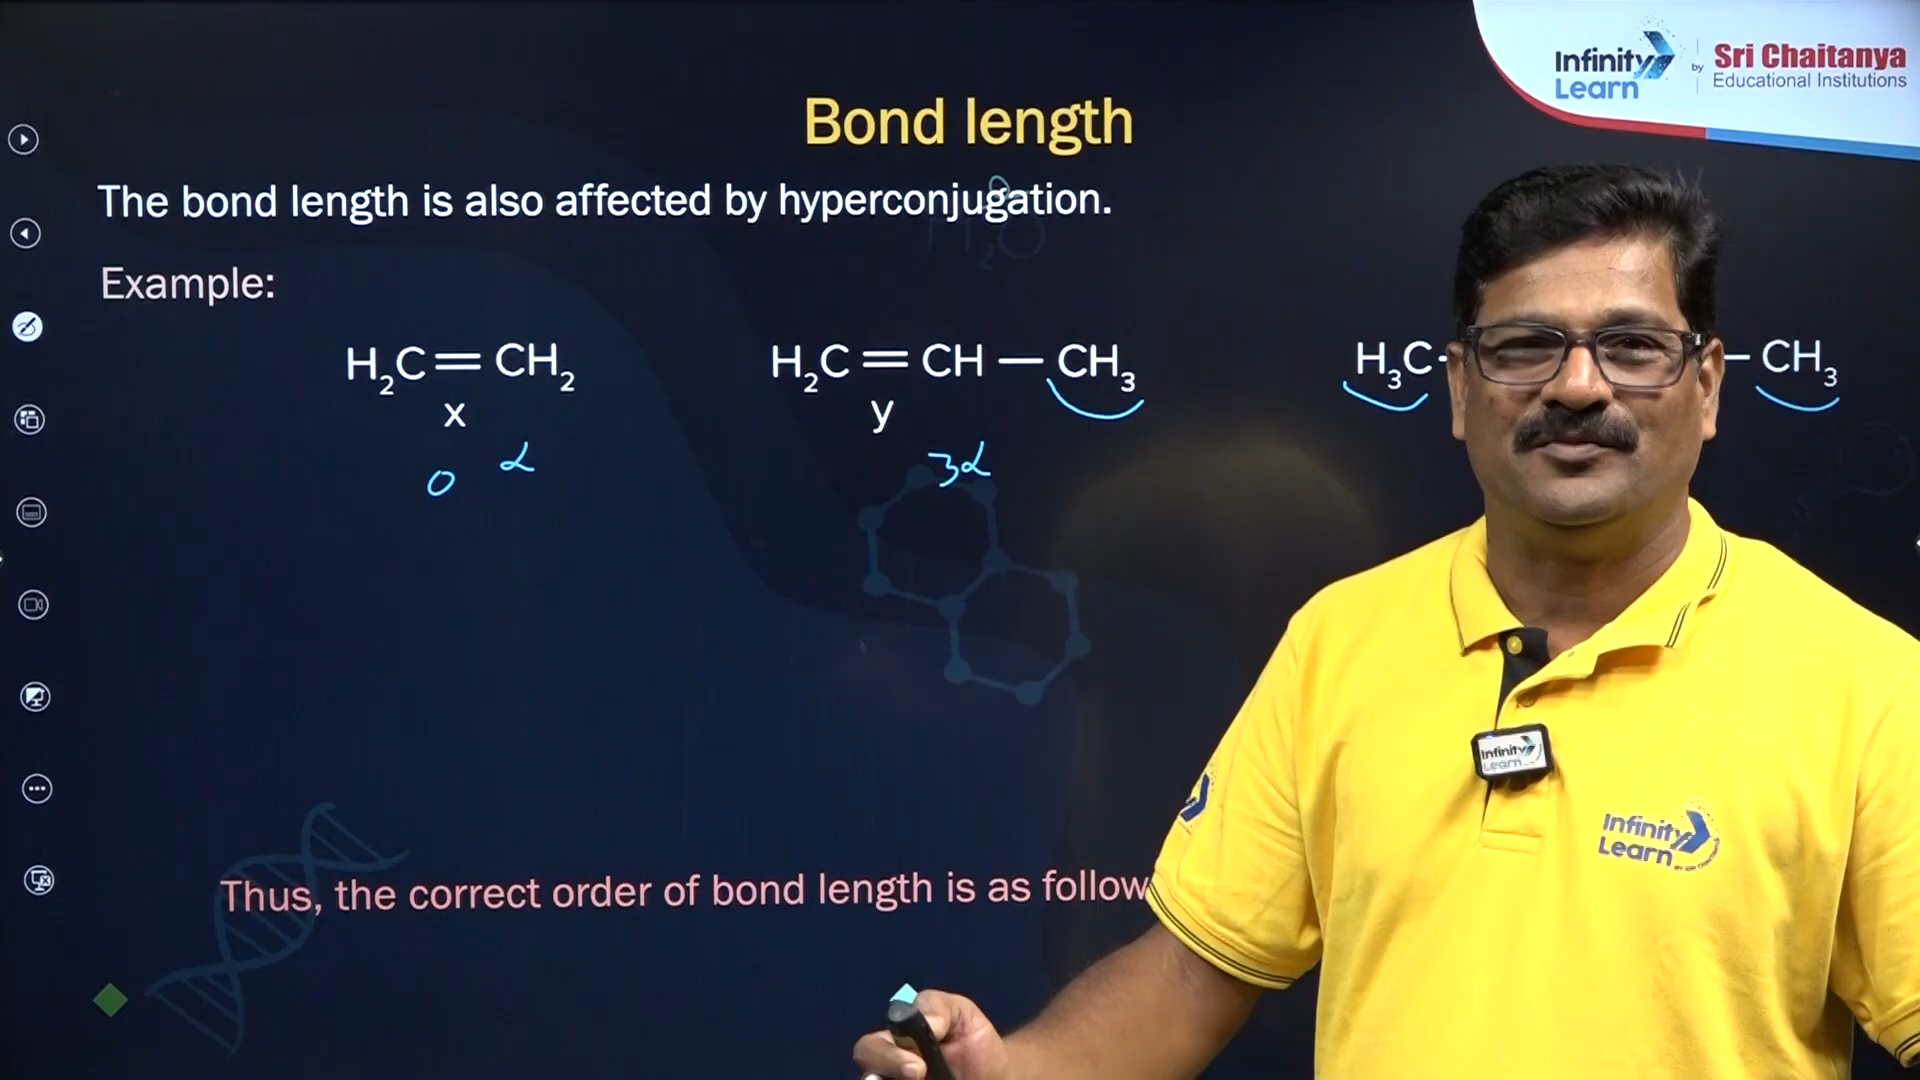 Infinity Learn by Sri Chaitanya Educational Institutions
Bond length
The bond length is also affected by hyperconjugation.
H₂O
Example:
H₂C=CH₂
H₂C=CH—CH₃
H₃C- —CH₃
x
y
0 α
3α
Thus, the correct order of bond length is as follow
Infinity Learn
Infinity Learn